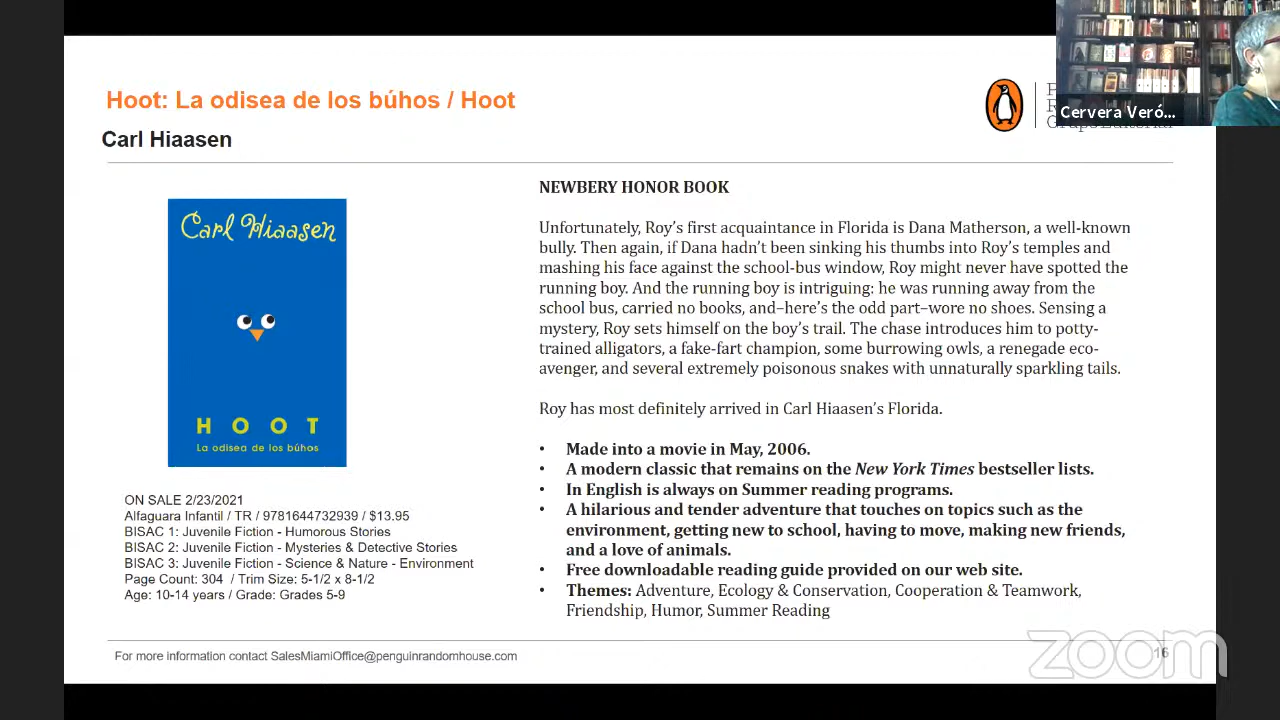 Hoot: La odisea de los búhos / Hoot
Carl Hiaasen
Cervera Veró...
Carl Hiaasen
HOOT
La odisea de los búhos
ON SALE 2/23/2021
Alfaguara Infantil / TR / 9781644732939 / $13.95
BISAC 1: Juvenile Fiction - Humorous Stories
BISAC 2: Juvenile Fiction - Mysteries & Detective Stories
BISAC 3: Juvenile Fiction - Science & Nature - Environment
Page Count: 304 / Trim Size: 5-1/2 x 8-1/2
Age: 10-14 years / Grade: Grades 5-9
NEWBERY HONOR BOOK
Unfortunately, Roy’s first acquaintance in Florida is Dana Matherson, a well-known
bully. Then again, if Dana hadn’t been sinking his thumbs into Roy’s temples and
mashing his face against the school-bus window, Roy might never have spotted the
running boy. And the running boy is intriguing: he was running away from the
school bus, carried no books, and–here’s the odd part–wore no shoes. Sensing a
mystery, Roy sets himself on the boy’s trail. The chase introduces him to potty-
trained alligators, a fake-fart champion, some burrowing owls, a renegade eco-
avenger, and several extremely poisonous snakes with unnaturally sparkling tails.
Roy has most definitely arrived in Carl Hiaasen’s Florida.
• Made into a movie in May, 2006.
• A modern classic that remains on the New York Times bestseller lists.
• In English is always on Summer reading programs.
• A hilarious and tender adventure that touches on topics such as the
environment, getting new to school, having to move, making new friends,
and a love of animals.
• Free downloadable reading guide provided on our web site.
• Themes: Adventure, Ecology & Conservation, Cooperation & Teamwork,
Friendship, Humor, Summer Reading
For more information contact SalesMiamiOffice@penguinrandomhouse.com
16
zoom